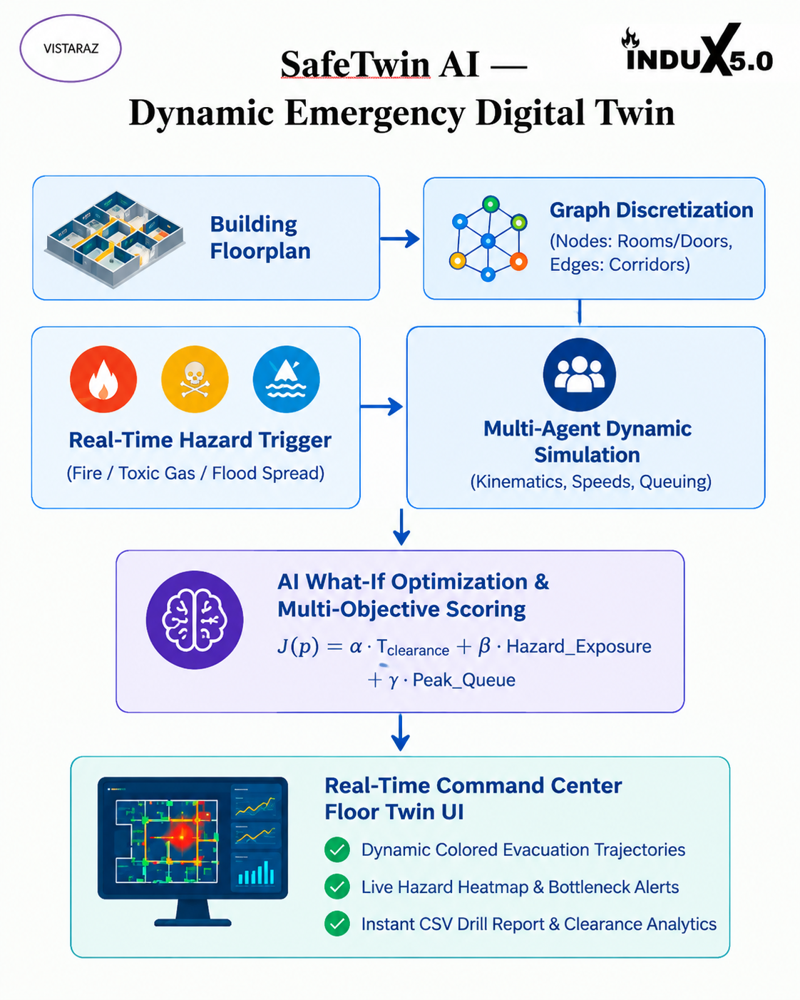 VISTARAZ
INDUX5.0
SafeTwin AI —
Dynamic Emergency Digital Twin
Building
Floorplan
Graph Discretization
(Nodes: Rooms/Doors,
Edges: Corridors)
Real-Time Hazard Trigger
(Fire / Toxic Gas / Flood Spread)
Multi-Agent Dynamic
Simulation
(Kinematics, Speeds, Queuing)
AI What-If Optimization &
Multi-Objective Scoring
J(p) = α · T_clearance + β · Hazard_Exposure
+ γ · Peak_Queue
Real-Time Command Center
Floor Twin UI
Dynamic Colored Evacuation Trajectories
Live Hazard Heatmap & Bottleneck Alerts
Instant CSV Drill Report & Clearance Analytics